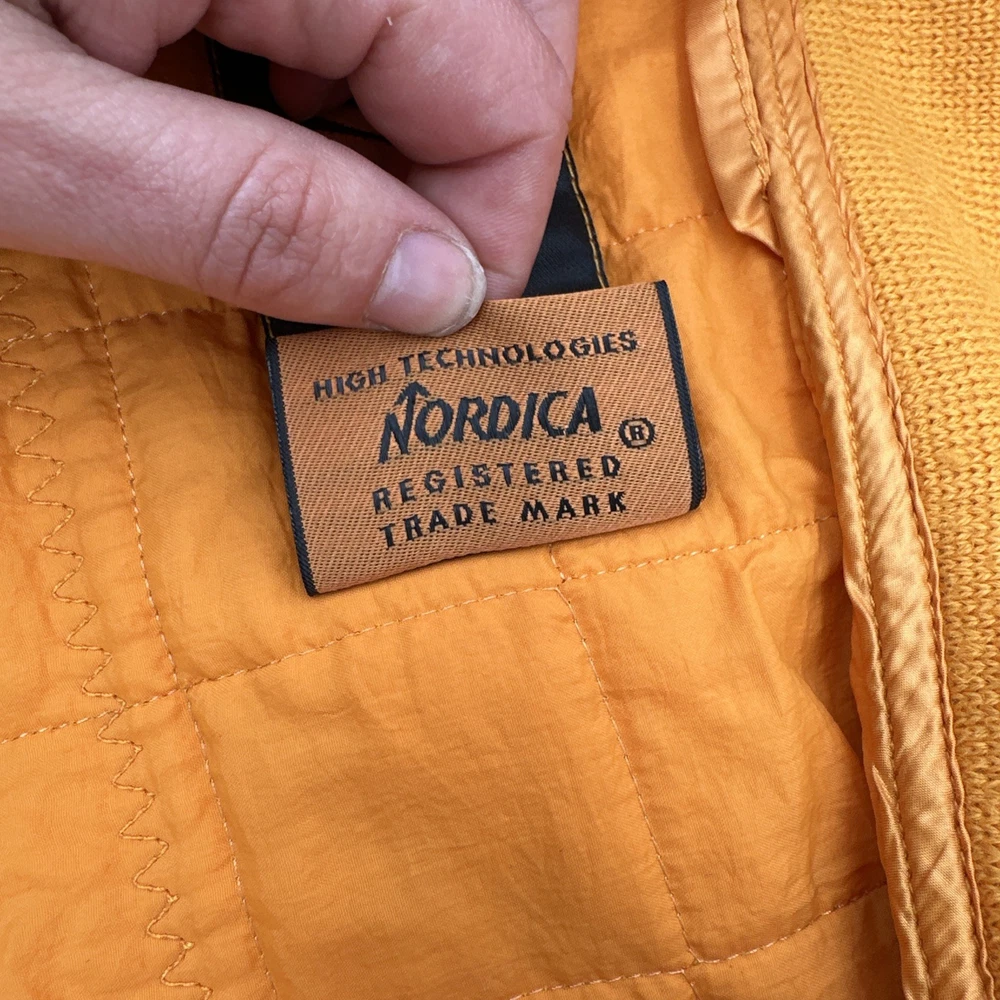 HIGH TECHNOLOGIES
NORDICA ®
REGISTERED
TRADE MARK